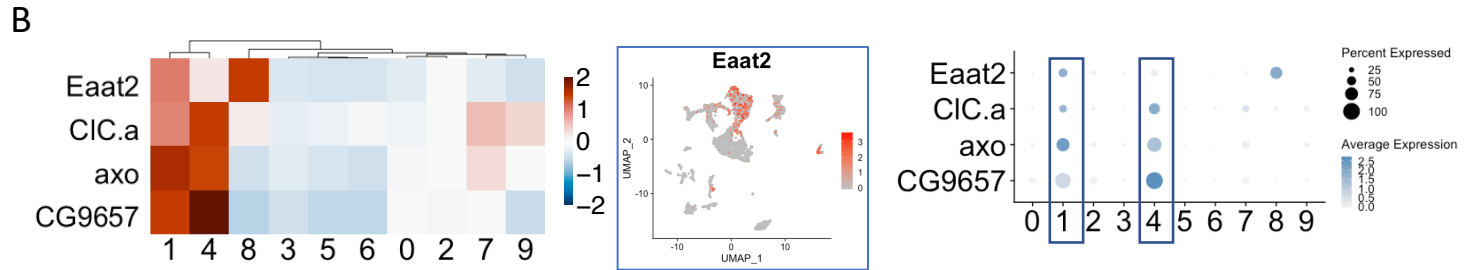 B
Eaat2
ClC.a
axo
CG9657
1 4 8 3 5 6 0 2 7 9
2
1
0
−1
−2
Eaat2
10
0
-10
UMAP_2
-10 0 10
UMAP_1
3
2
1
0
Eaat2
ClC.a
axo
CG9657
0 1 2 3 4 5 6 7 8 9
Percent Expressed
25
50
75
100
Average Expression
2.5
2.0
1.5
1.0
0.5
0.0